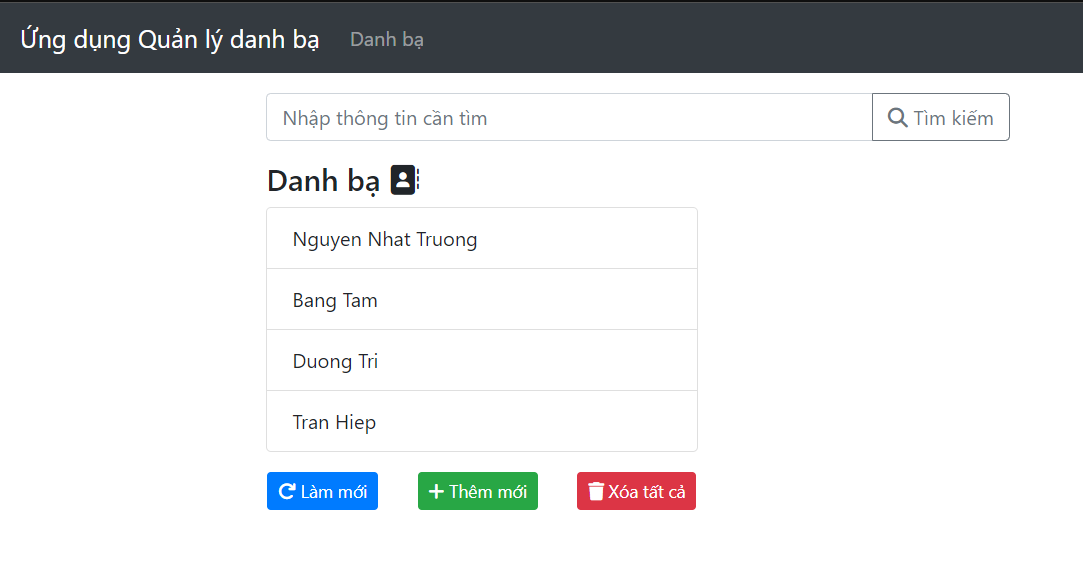 Ứng dụng Quản lý danh bạ Danh bạ
Nhập thông tin cần tìm Tìm kiếm
Danh bạ
Nguyen Nhat Truong
Bang Tam
Duong Tri
Tran Hiep
Làm mới Thêm mới Xóa tất cả